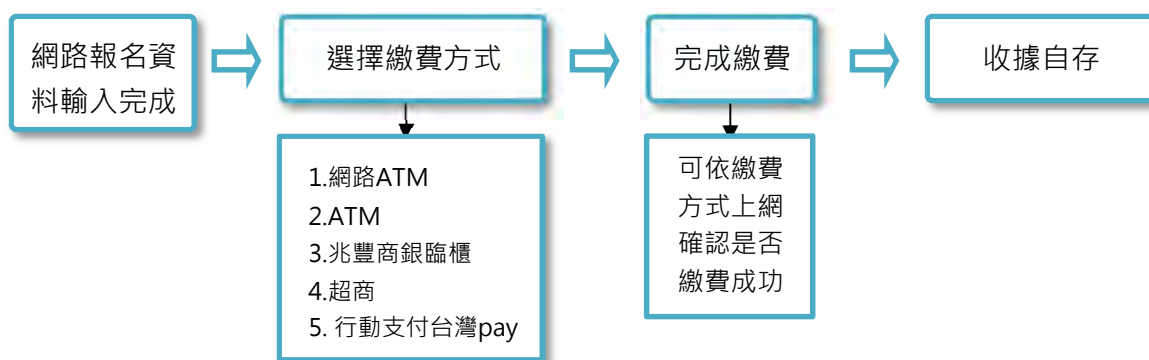 網路報名資
料輸入完成
選擇繳費方式
完成繳費
收據自存
1.網路ATM
2.ATM
3.兆豐商銀臨櫃
4.超商
5. 行動支付台灣pay
可依繳費
方式上網
確認是否
繳費成功